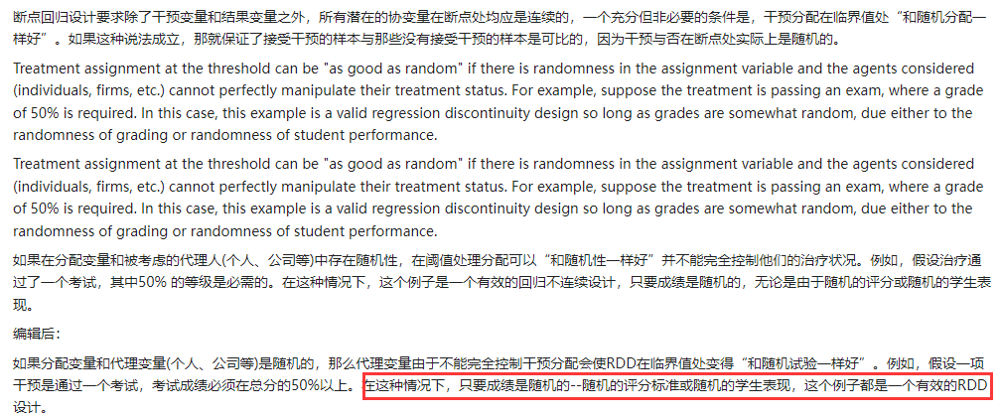 断点回归设计要求除了干预变量和结果变量之外，所有潜在的协变量在断点处均应是连续的，一个充分但非必要的条件是，干预分配在临界值处“和随机分配一
样好”。如果这种说法成立，那就保证了接受干预的样本与那些没有接受干预的样本是可比的，因为干预与否在断点处实际上是随机的。
Treatment assignment at the threshold can be "as good as random" if there is randomness in the assignment variable and the agents considered
(individuals, firms, etc.) cannot perfectly manipulate their treatment status. For example, suppose the treatment is passing an exam, where a grade
of 50% is required. In this case, this example is a valid regression discontinuity design so long as grades are somewhat random, due either to the
randomness of grading or randomness of student performance.
Treatment assignment at the threshold can be "as good as random" if there is randomness in the assignment variable and the agents considered
(individuals, firms, etc.) cannot perfectly manipulate their treatment status. For example, suppose the treatment is passing an exam, where a grade
of 50% is required. In this case, this example is a valid regression discontinuity design so long as grades are somewhat random, due either to the
randomness of grading or randomness of student performance.
如果在分配变量和被考虑的代理人(个人、公司等)中存在随机性，在阈值处理分配可以“和随机性一样好”并不能完全控制他们的治疗状况。例如，假设治疗通
过了一个考试，其中50% 的等级是必需的。在这种情况下，这个例子是一个有效的回归不连续设计，只要成绩是随机的，无论是由于随机的评分或随机的学生表
现。
编辑后：
如果分配变量和代理变量(个人、公司等)是随机的，那么代理变量由于不能完全控制干预分配会使RDD在临界值处变得“和随机试验一样好”。例如，假设一项
干预是通过一个考试，考试成绩必须在总分的50%以上。在这种情况下，只要成绩是随机的--随机的评分标准或随机的学生表现，这个例子都是一个有效的RDD
设计。